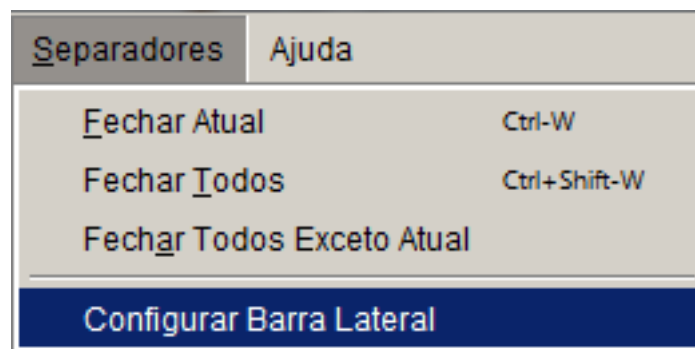 Separadores Ajuda
Fechar Atual Ctrl-W
Fechar Todos Ctrl+Shift-W
Fechar Todos Exceto Atual
Configurar Barra Lateral